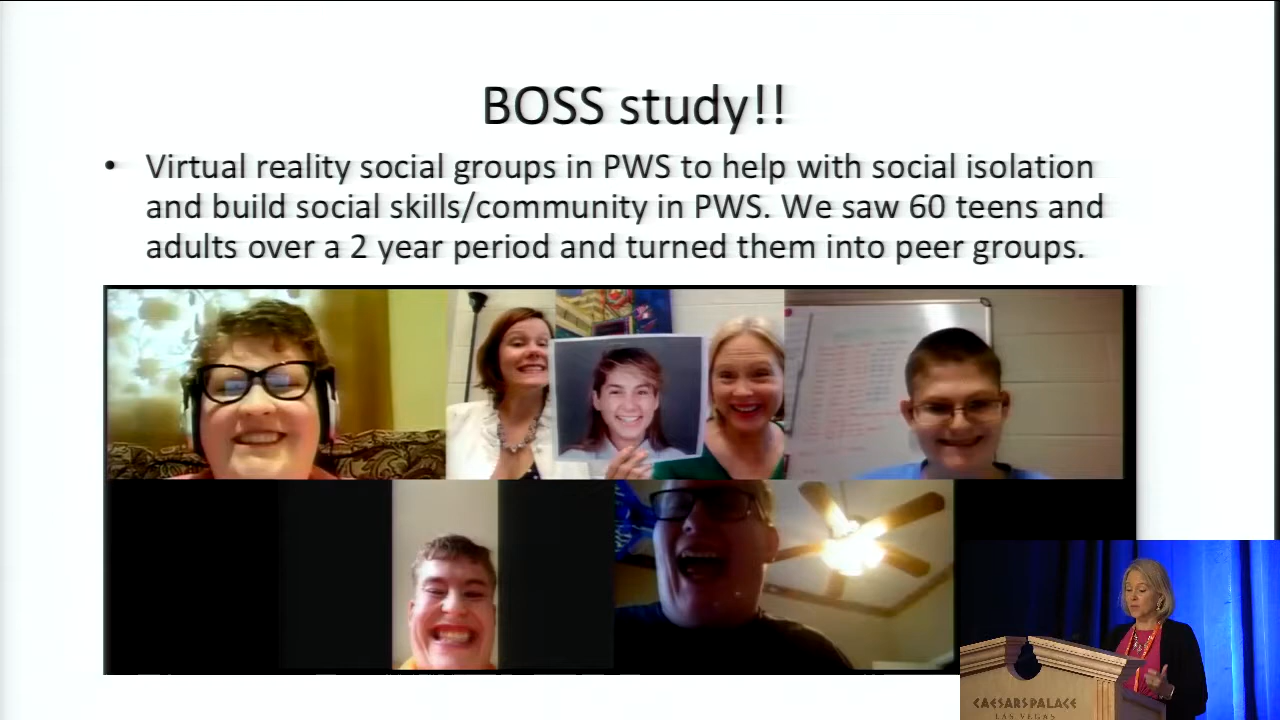 BOSS study!!
• Virtual reality social groups in PWS to help with social isolation
and build social skills/community in PWS. We saw 60 teens and
adults over a 2 year period and turned them into peer groups.
CAESARS PALACE
LAS VEGAS